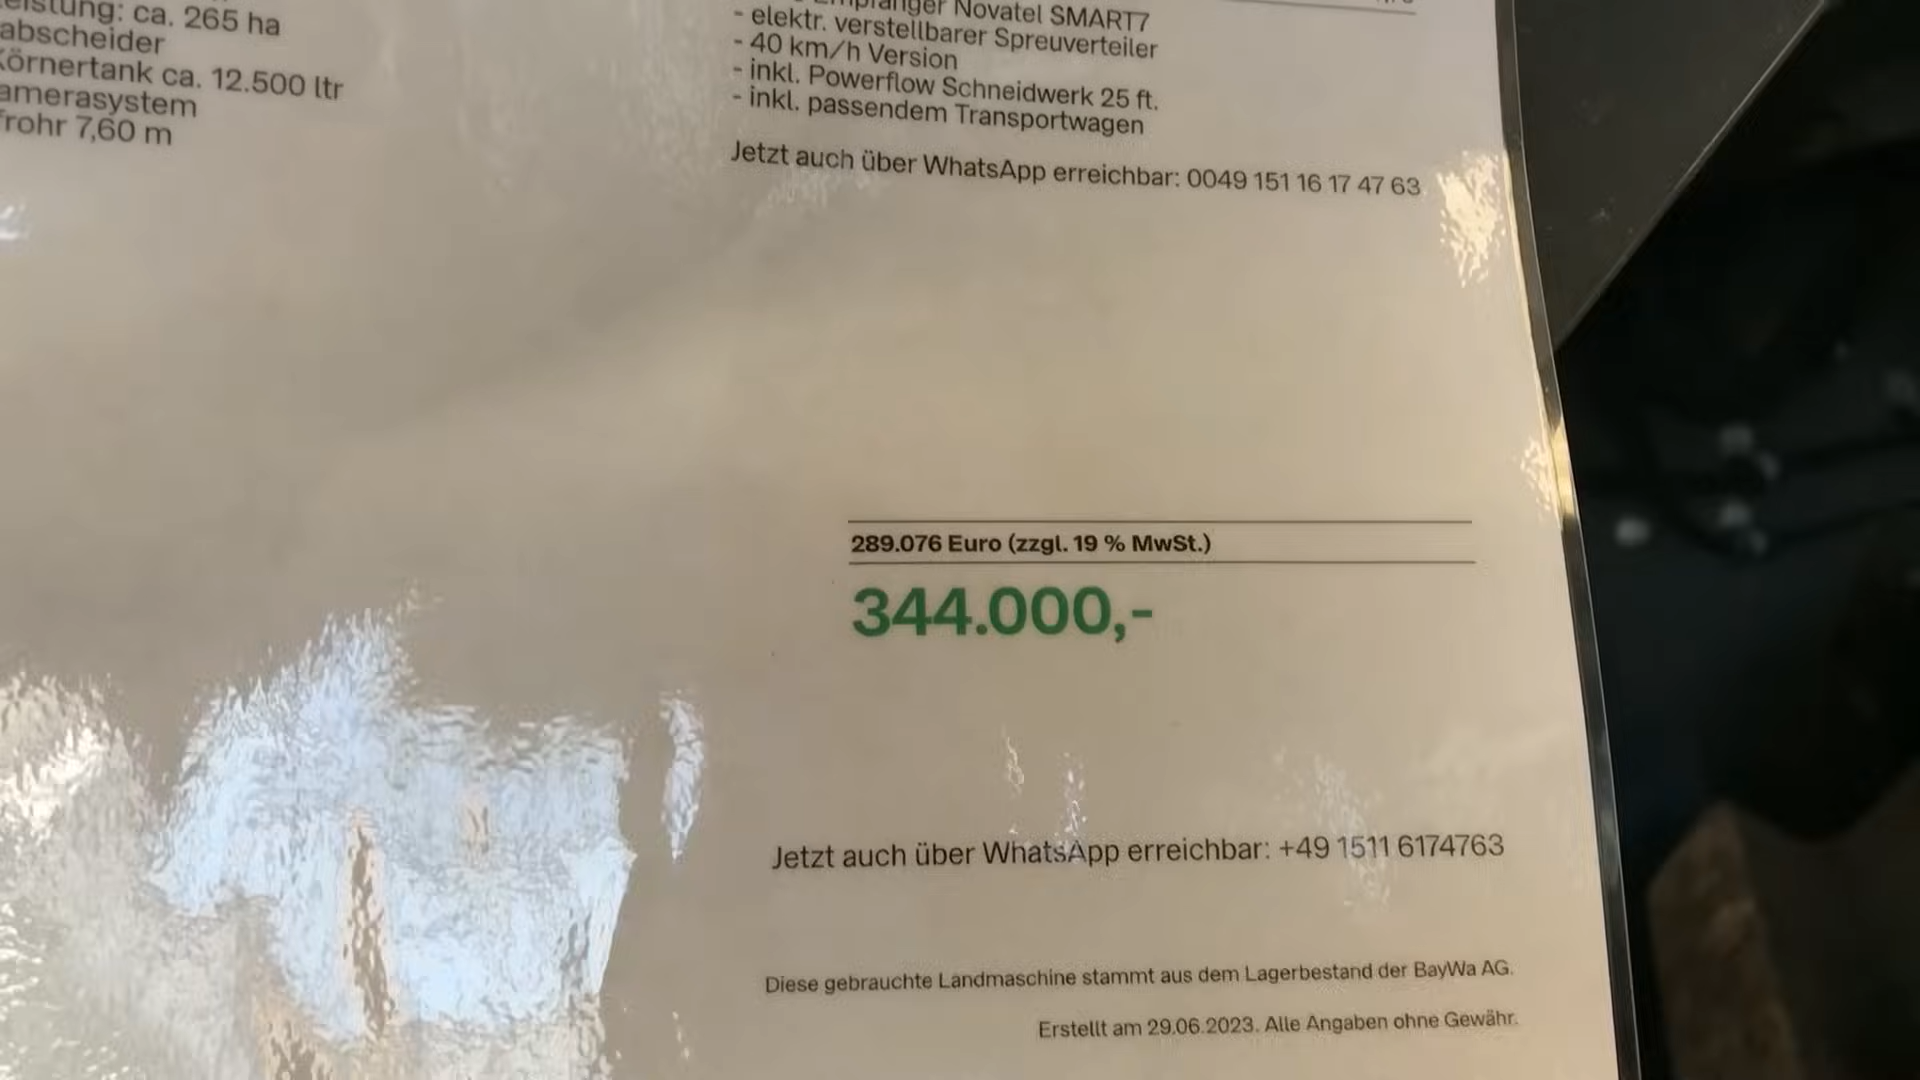 ca. 265 ha
abscheider
Körnertank ca. 12.500 ltr
amerasystem
frohr 7,60 m
Novatel SMART7
- elektr. verstellbarer Spreuverteiler
- 40 km/h Version
- inkl. Powerflow Schneidwerk 25 ft.
- inkl. passendem Transportwagen
Jetzt auch über WhatsApp erreichbar: 0049 151 16 17 47 63
289.076 Euro (zzgl. 19 % MwSt.)
344.000,-
Jetzt auch über WhatsApp erreichbar: +49 1511 6174763
Diese gebrauchte Landmaschine stammt aus dem Lagerbestand der BayWa AG.
Erstellt am 29.06.2023. Alle Angaben ohne Gewähr.